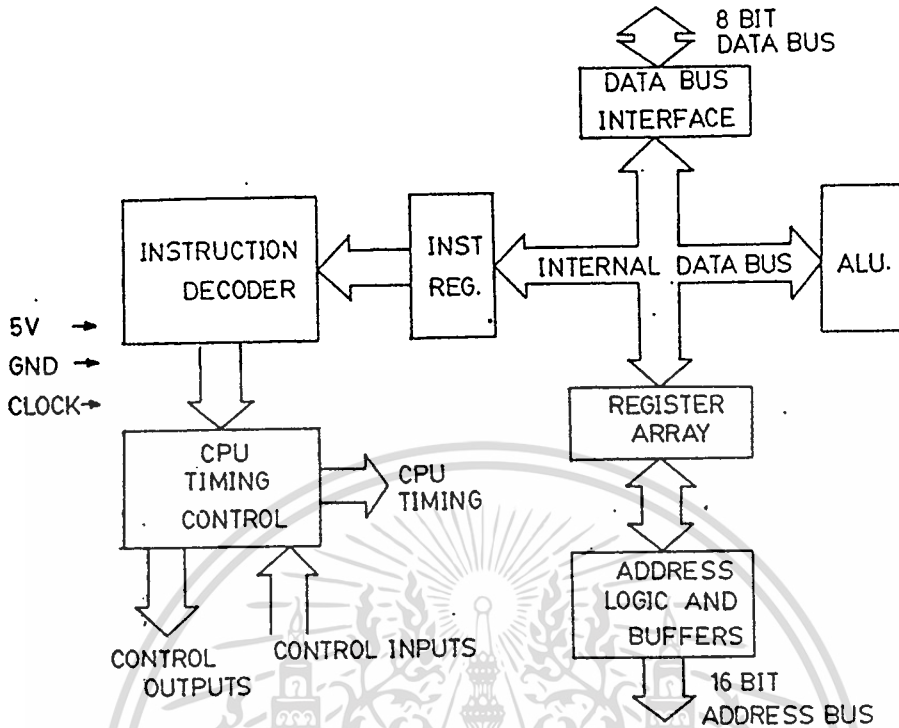 8 BIT
DATA BUS
DATA BUS
INTERFACE
INSTRUCTION
DECODER
INST
REG.
INTERNAL DATA BUS
ALU.
5V
GND
CLOCK
REGISTER
ARRAY
CPU
TIMING
CONTROL
CPU
TIMING
ADDRESS
LOGIC AND
BUFFERS
CONTROL
OUTPUTS
CONTROL INPUTS
16 BIT
ADDRESS BUS